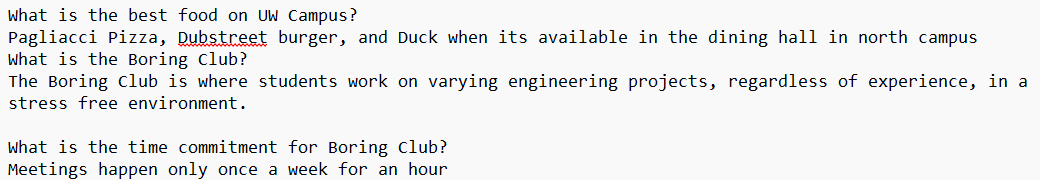 What is the best food on UW Campus?
Pagliacci Pizza, Dubstreet burger, and Duck when its available in the dining hall in north campus
What is the Boring Club?
The Boring Club is where students work on varying engineering projects, regardless of experience, in a
stress free environment.
What is the time commitment for Boring Club?
Meetings happen only once a week for an hour